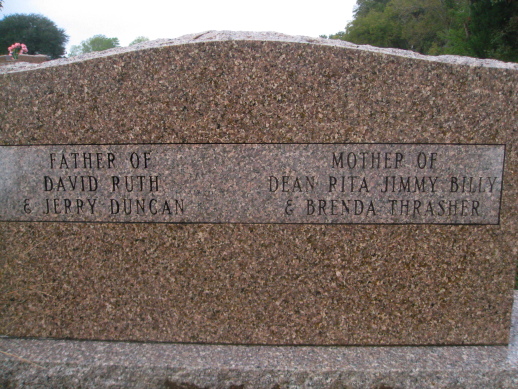 FATHER OF
DAVID RUTH
& JERRY DUNCAN
MOTHER OF
DEAN RITA JIMMY BILLY
& BRENDA THRASHER